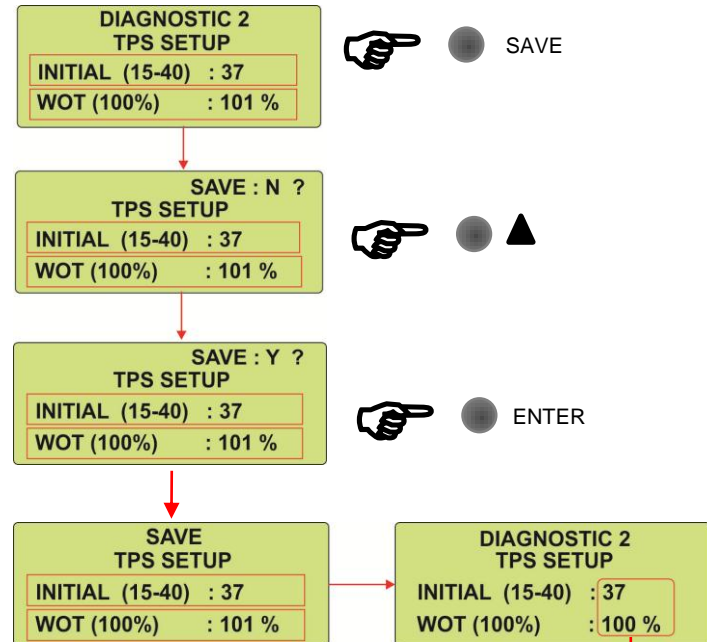 DIAGNOSTIC 2
TPS SETUP
INITIAL (15-40) : 37
WOT (100%) : 101 %
SAVE
SAVE : N ?
TPS SETUP
INITIAL (15-40) : 37
WOT (100%) : 101 %
SAVE : Y ?
TPS SETUP
INITIAL (15-40) : 37
WOT (100%) : 101 %
ENTER
SAVE
TPS SETUP
INITIAL (15-40) : 37
WOT (100%) : 101 %
DIAGNOSTIC 2
TPS SETUP
INITIAL (15-40) : 37
WOT (100%) : 100 %